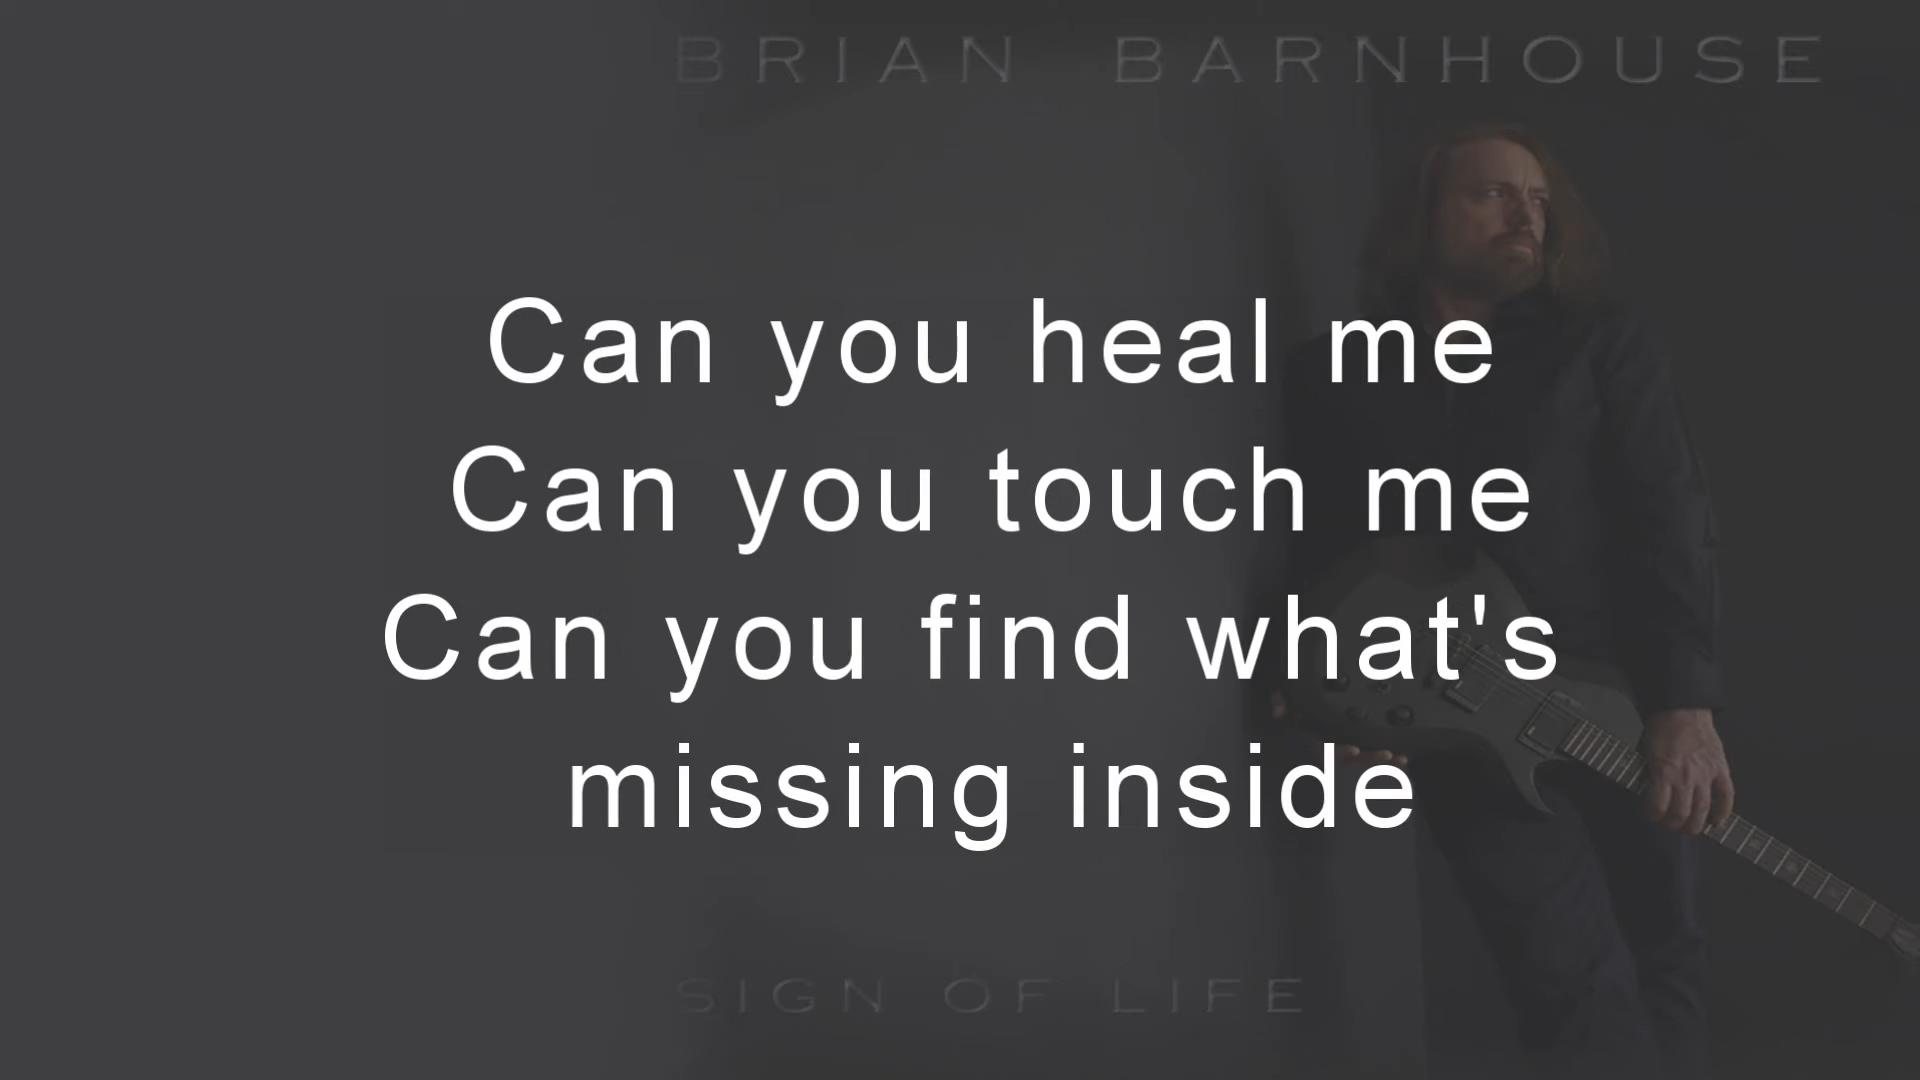 BRIAN BARNHOUSE
Can you heal me
Can you touch me
Can you find what's
missing inside
SIGN OF LIFE